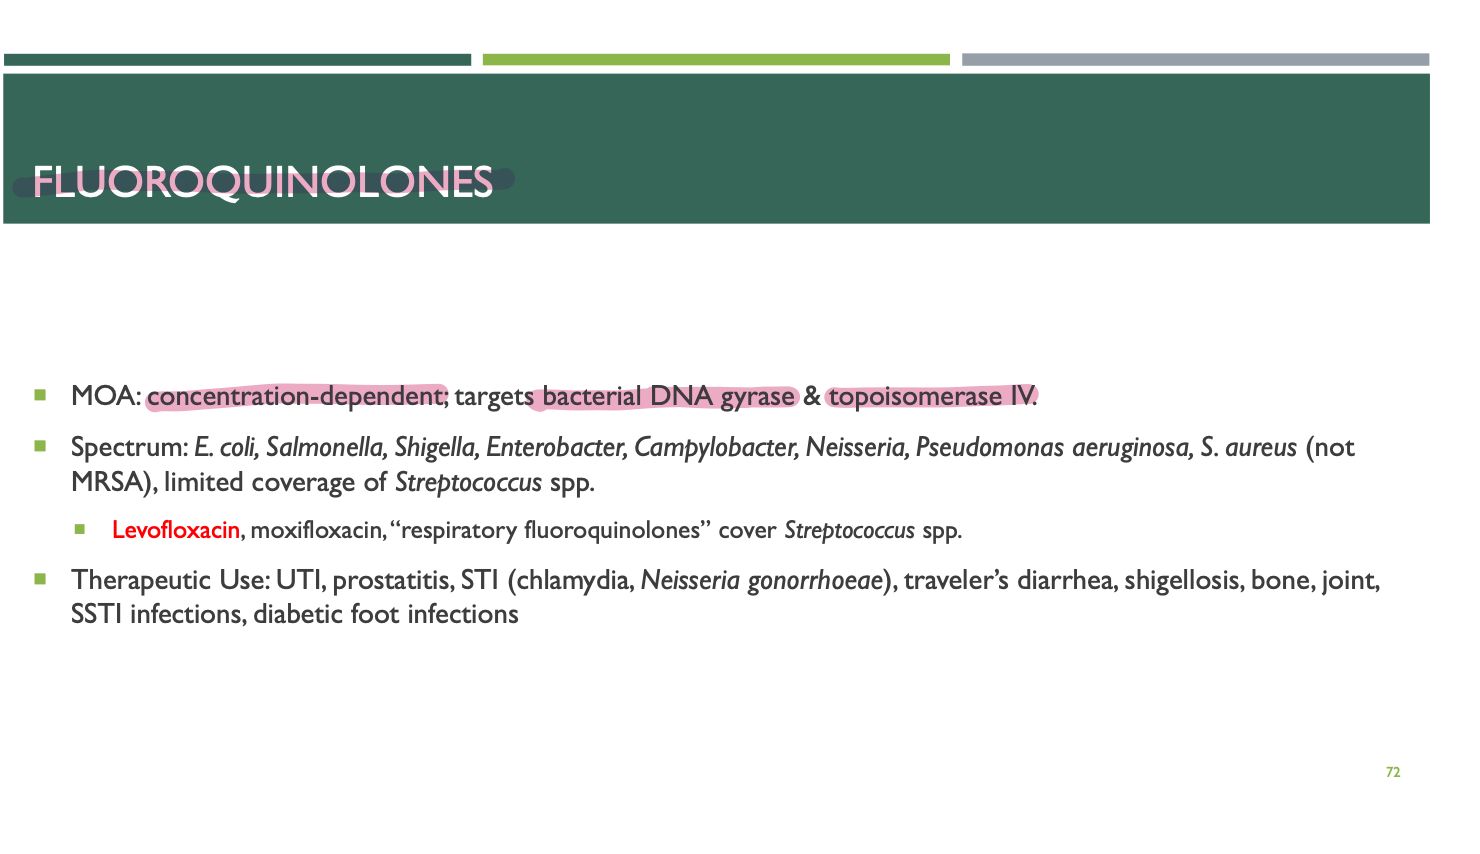 FLUOROQUINOLONES
MOA: concentration-dependent; targets bacterial DNA gyrase & topoisomerase IV.
Spectrum: E. coli, Salmonella, Shigella, Enterobacter, Campylobacter, Neisseria, Pseudomonas aeruginosa, S. aureus (not
MRSA), limited coverage of Streptococcus spp.
Levofloxacin, moxifloxacin, “respiratory fluoroquinolones” cover Streptococcus spp.
Therapeutic Use: UTI, prostatitis, STI (chlamydia, Neisseria gonorrhoeae), traveler’s diarrhea, shigellosis, bone, joint,
SSTI infections, diabetic foot infections
72